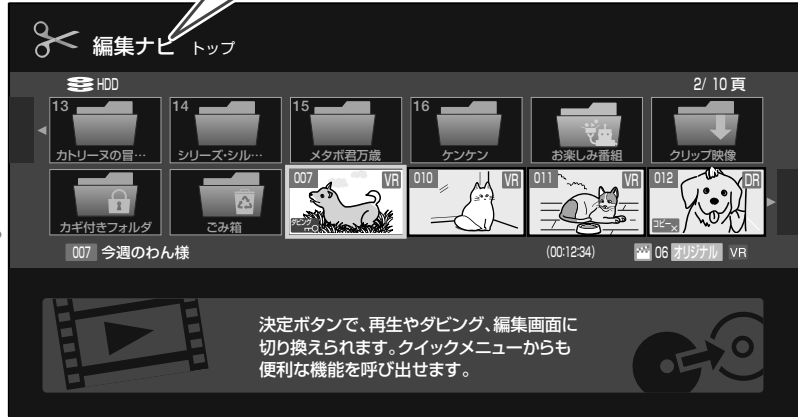 編集ナビ トップ
HDD 2/ 10 頁
13 14 15 16
カトリーヌの冒… シリーズ・シル… メタボ君万歳 ケンケン お楽しみ番組 クリップ映像
007 VR 010 VR 011 VR 012 DR
ダビング コピー×
カギ付きフォルダ ごみ箱
007 今週のわん様 (00:12:34) 06 オリジナル VR
決定ボタンで、再生やダビング、編集画面に
切り換えられます。クイックメニューからも
便利な機能を呼び出せます。